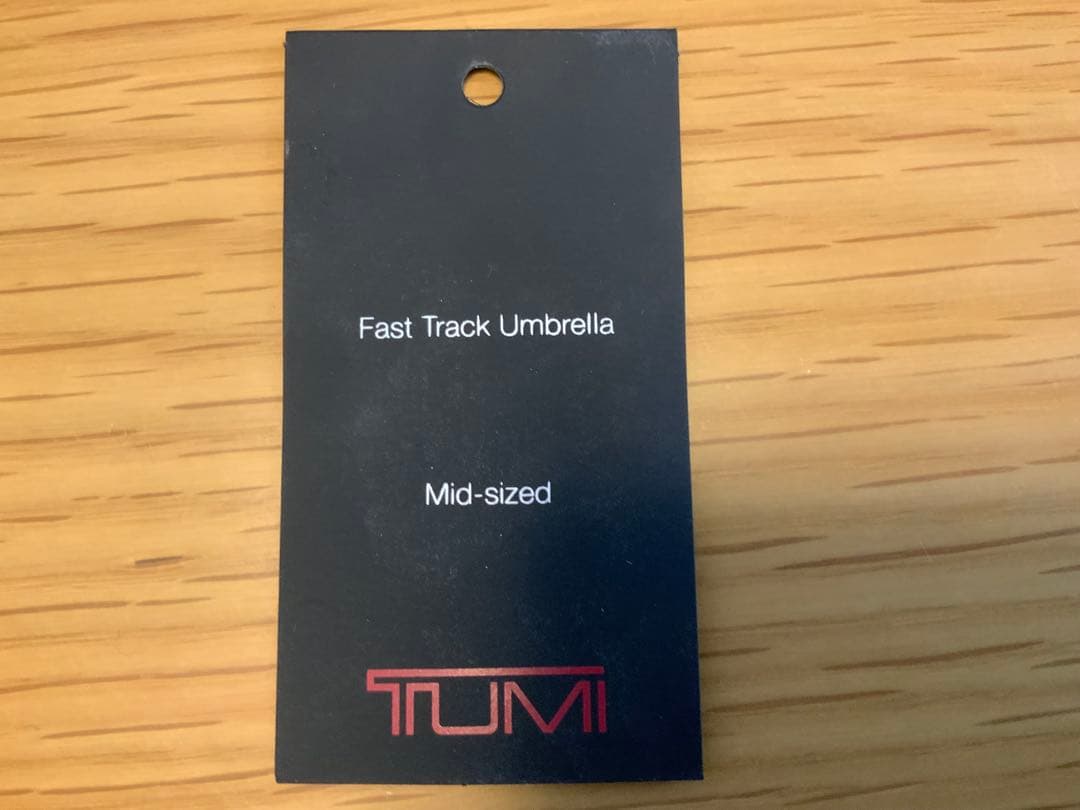 Fast Track Umbrella
Mid-sized
TUMI